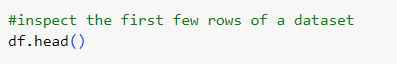 #inspect the first few rows of a dataset
df.head()